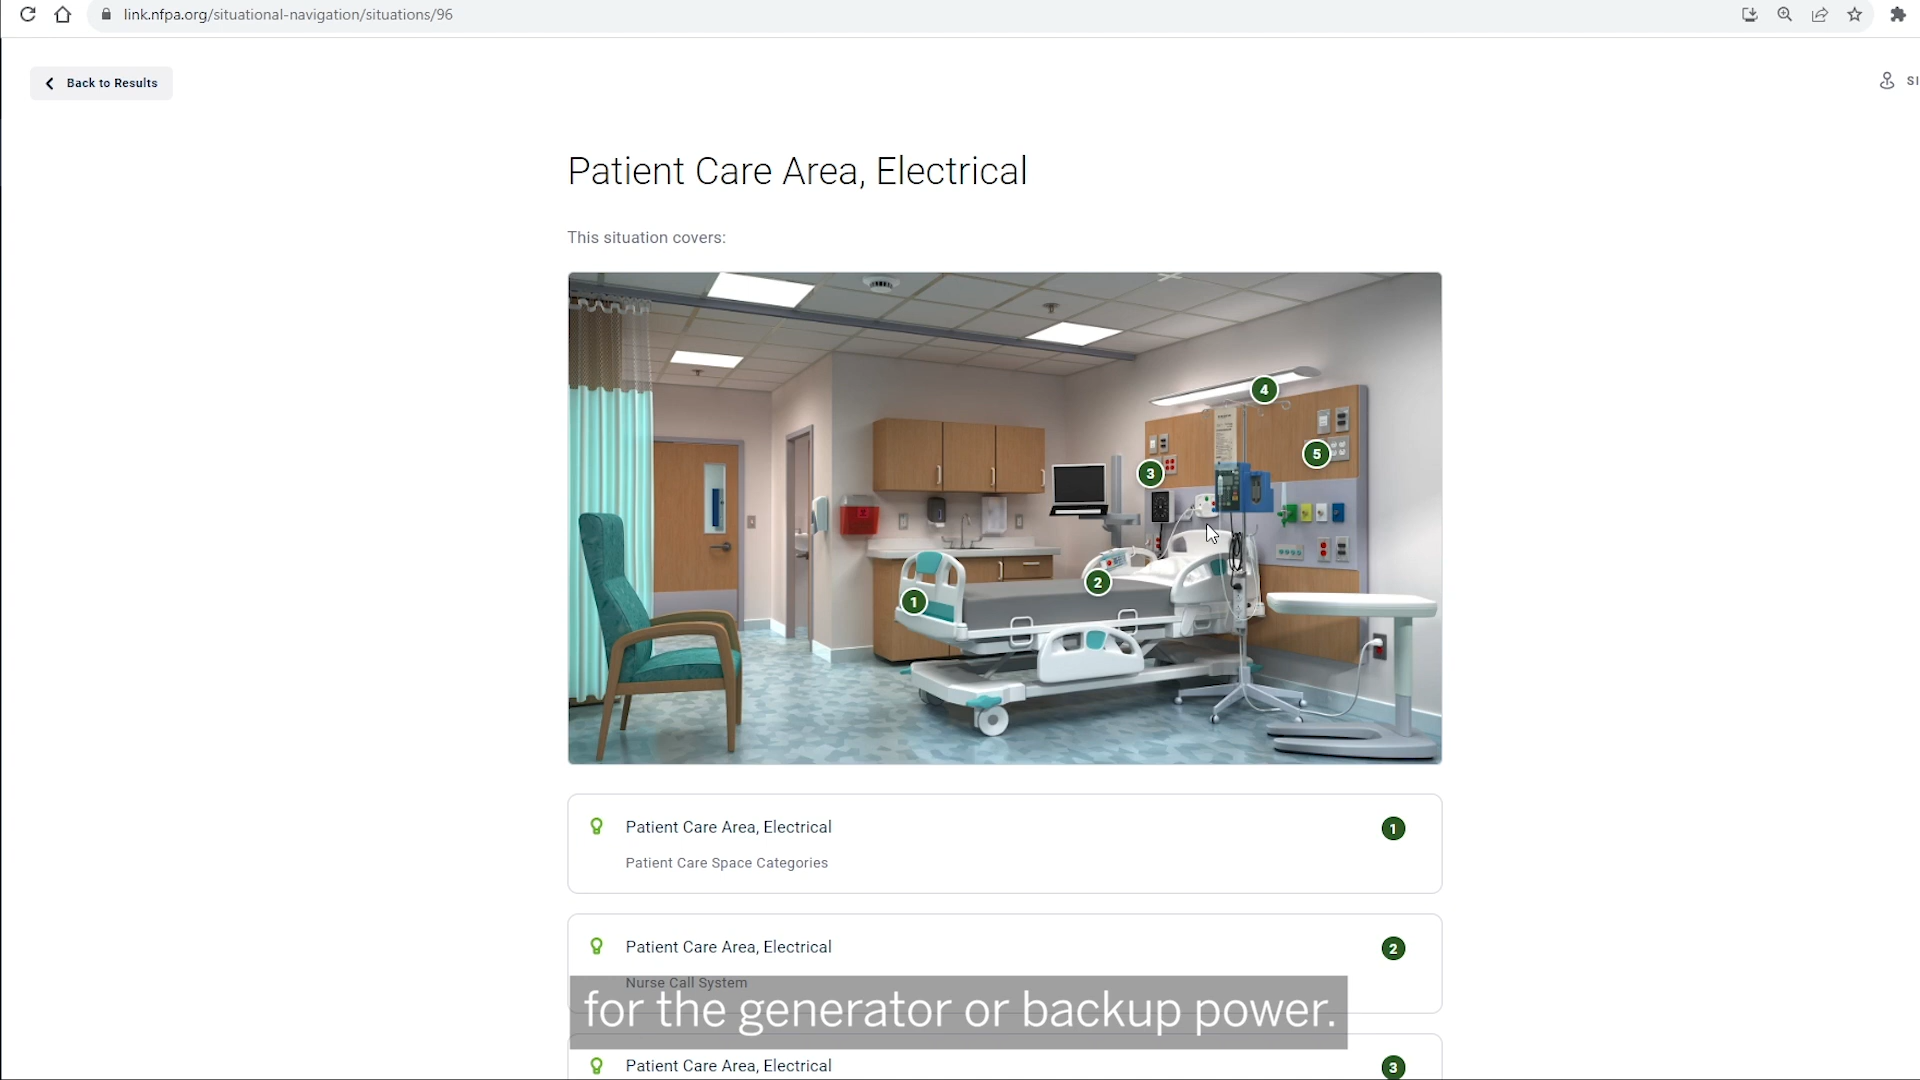 link.nfpa.org/situational-navigation/situations/96
Back to Results
SI
Patient Care Area, Electrical
This situation covers:
4
5
3
2
1
Patient Care Area, Electrical
1
Patient Care Space Categories
Patient Care Area, Electrical
2
Nurse Call System
for the generator or backup power.
Patient Care Area, Electrical
3